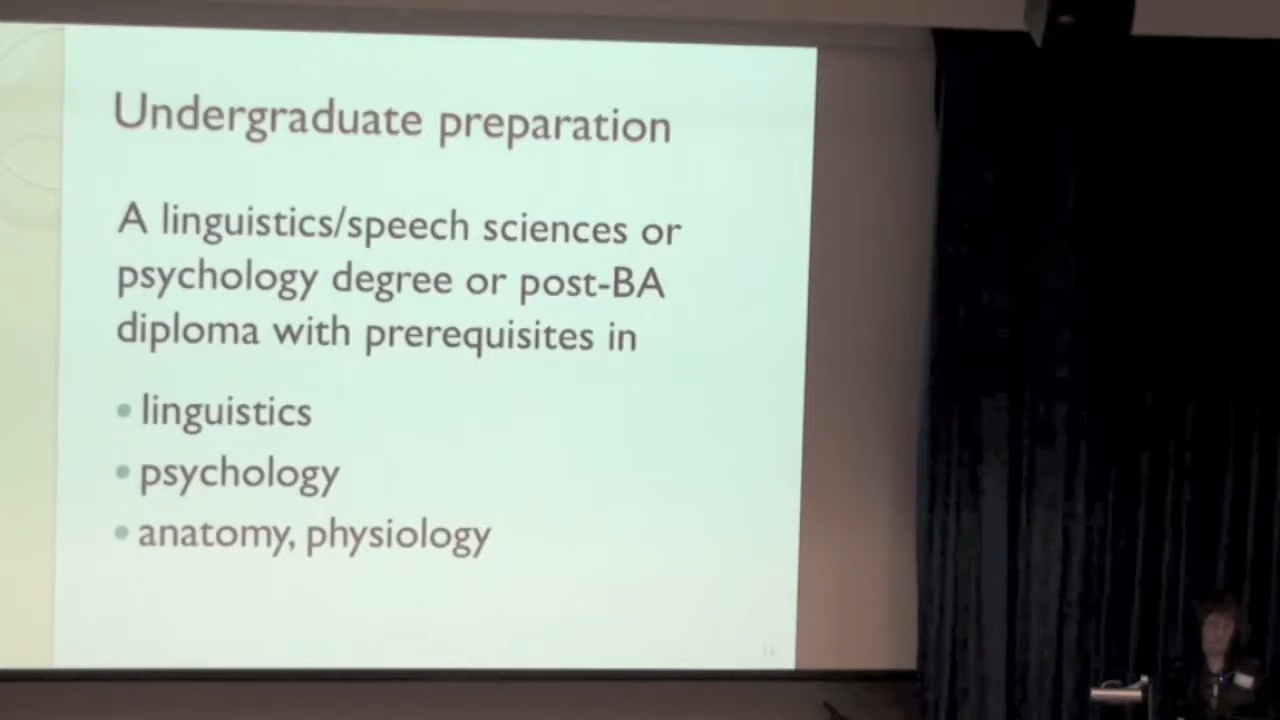 Undergraduate preparation
A linguistics/speech sciences or
psychology degree or post-BA
diploma with prerequisites in
• linguistics
• psychology
• anatomy, physiology